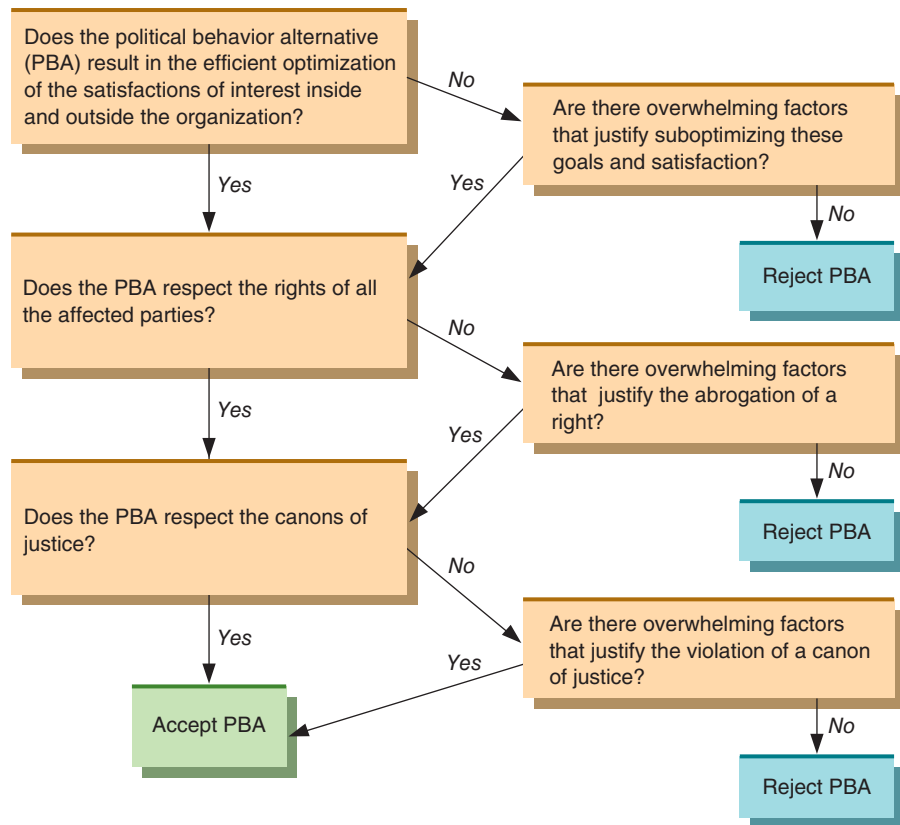 Does the political behavior alternative
(PBA) result in the efficient optimization
of the satisfactions of interest inside
and outside the organization?
No
Are there overwhelming factors
that justify suboptimizing these
goals and satisfaction?
Yes
Yes
No
Reject PBA
Does the PBA respect the rights of all
the affected parties?
No
Are there overwhelming factors
that justify the abrogation of a
right?
Yes
Yes
No
Reject PBA
Does the PBA respect the canons of
justice?
No
Are there overwhelming factors
that justify the violation of a canon
of justice?
Yes
Yes
No
Accept PBA
Reject PBA